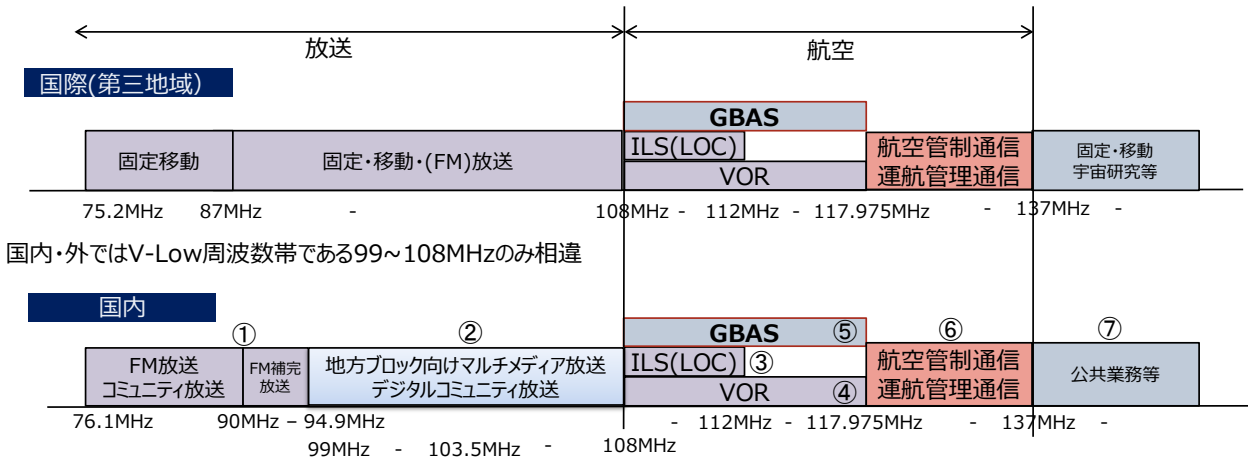 放送
航空
国際(第三地域)
GBAS
固定移動
固定・移動・(FM)放送
ILS(LOC)
VOR
航空管制通信
運航管理通信
固定・移動
宇宙研究等
75.2MHz 87MHz - 108MHz - 112MHz - 117.975MHz - 137MHz -
国内・外ではV-Low周波数帯である99~108MHzのみ相違
国内
① ② ⑥ ⑦
GBAS ⑤
FM放送
コミュニティ放送
FM補完
放送
地方ブロック向けマルチメディア放送
デジタルコミュニティ放送
ILS(LOC) ③
VOR ④
航空管制通信
運航管理通信
公共業務等
76.1MHz 90MHz – 94.9MHz - 112MHz - 117.975MHz - 137MHz -
99MHz - 103.5MHz - 108MHz